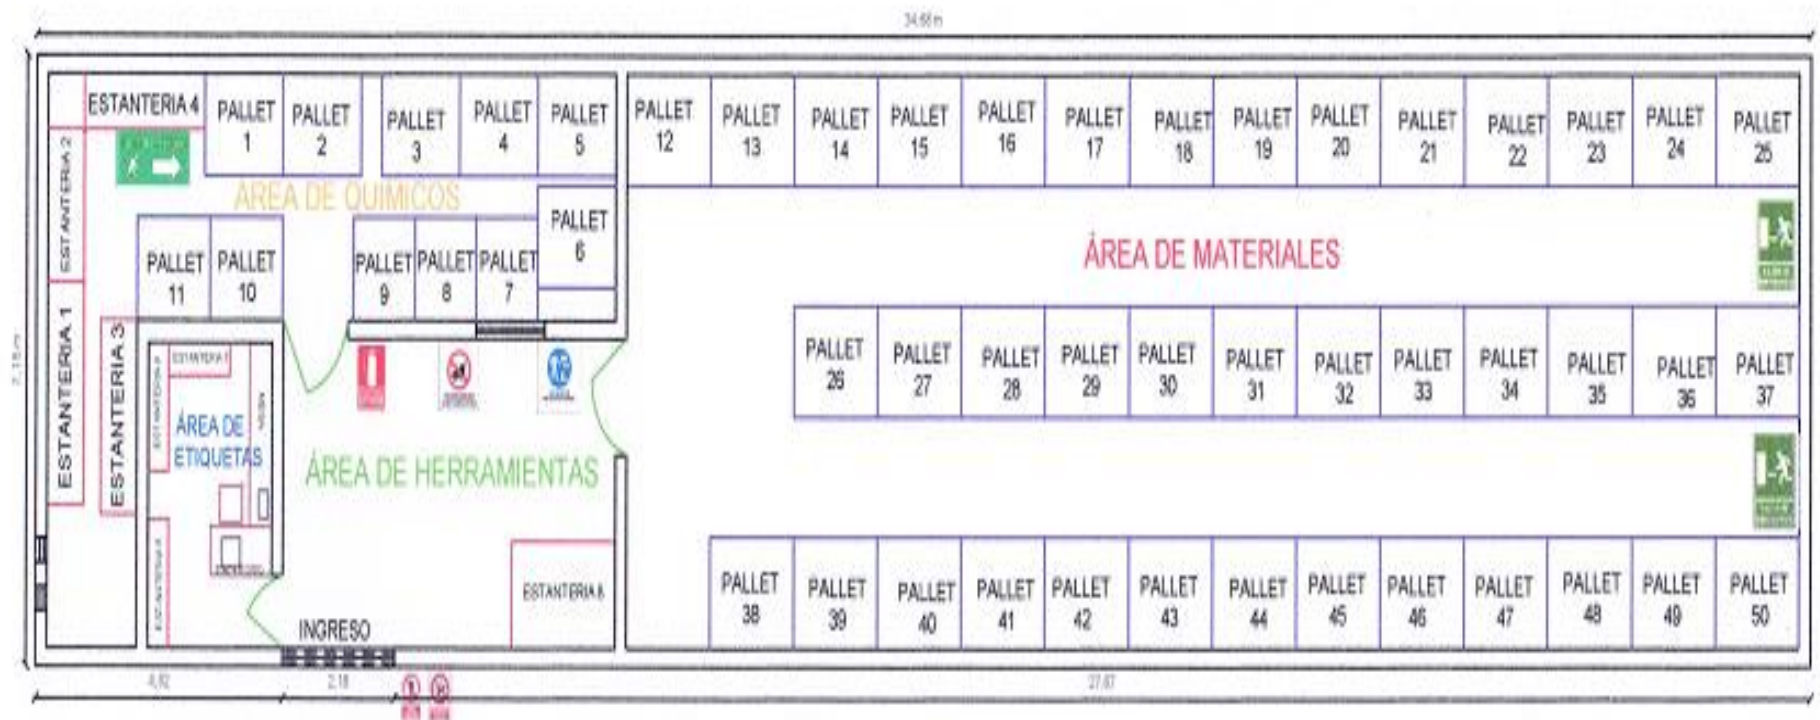 34,68 m
ESTANTERIA 4
PALLET 1
PALLET 2
PALLET 3
PALLET 4
PALLET 5
PALLET 12
PALLET 13
PALLET 14
PALLET 15
PALLET 16
PALLET 17
PALLET 18
PALLET 19
PALLET 20
PALLET 21
PALLET 22
PALLET 23
PALLET 24
PALLET 25
ESTANTERIA 2
ÁREA DE QUIMICOS
PALLET 6
PALLET 11
PALLET 10
PALLET 9
PALLET 8
PALLET 7
ÁREA DE MATERIALES
ESTANTERIA 1
ESTANTERIA 3
PALLET 26
PALLET 27
PALLET 28
PALLET 29
PALLET 30
PALLET 31
PALLET 32
PALLET 33
PALLET 34
PALLET 35
PALLET 36
PALLET 37
ÁREA DE
ETIQUETAS
ÁREA DE HERRAMIENTAS
ESTANTERIA
PALLET 38
PALLET 39
PALLET 40
PALLET 41
PALLET 42
PALLET 43
PALLET 44
PALLET 45
PALLET 46
PALLET 47
PALLET 48
PALLET 49
PALLET 50
INGRESO
4,92
2,18
27,67